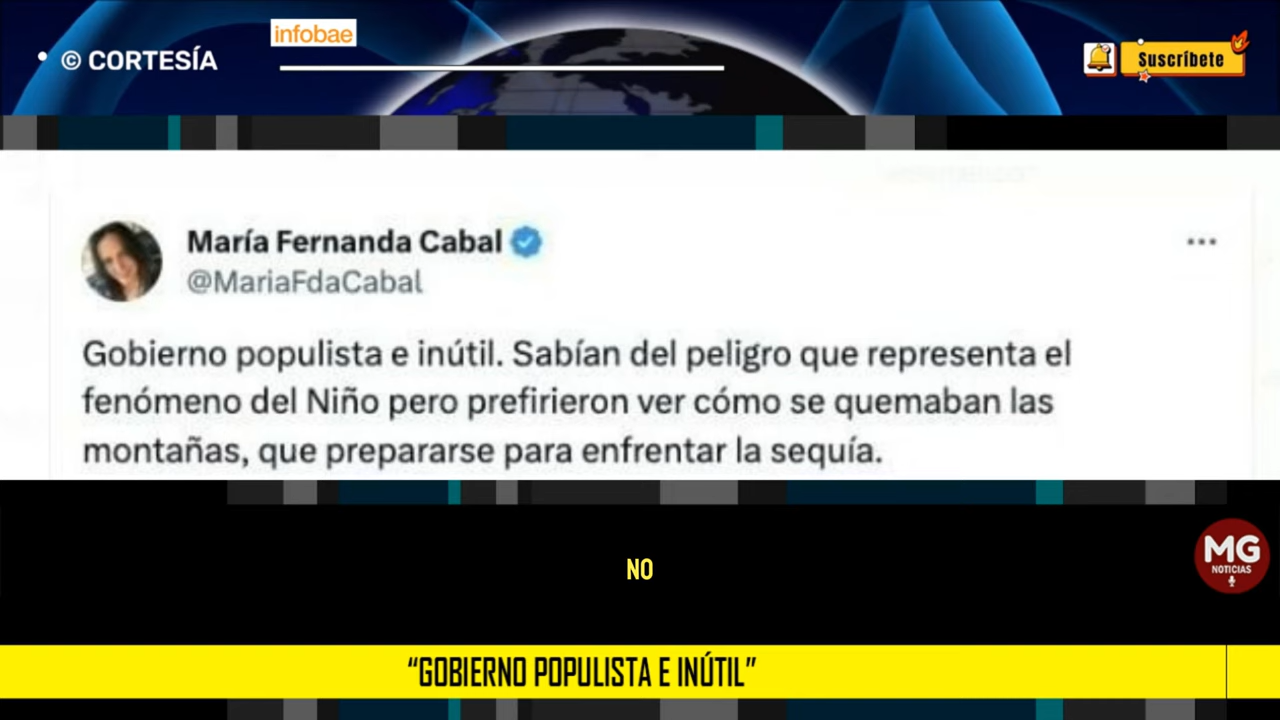 infobae
© CORTESÍA
Suscríbete
María Fernanda Cabal
@MariaFdaCabal
Gobierno populista e inútil. Sabían del peligro que representa el
fenómeno del Niño pero prefirieron ver cómo se quemaban las
montañas, que prepararse para enfrentar la sequía.
NO
MG
NOTICIAS
“GOBIERNO POPULISTA E INÚTIL”